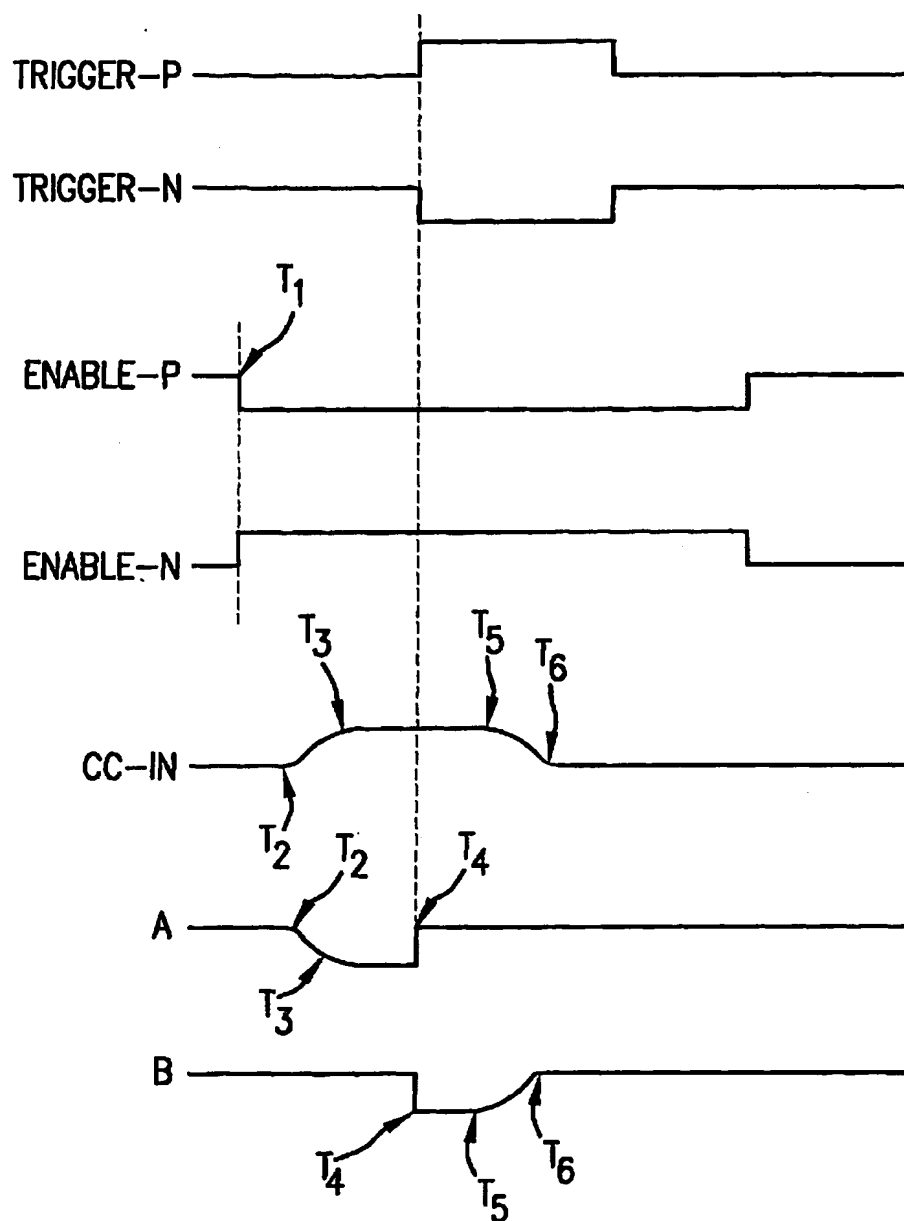 TRIGGER-P
TRIGGER-N
T1
ENABLE-P
ENABLE-N
T3
T5
T6
CC-IN
T2
T2
T4
A
T3
B
T4
T5
T6